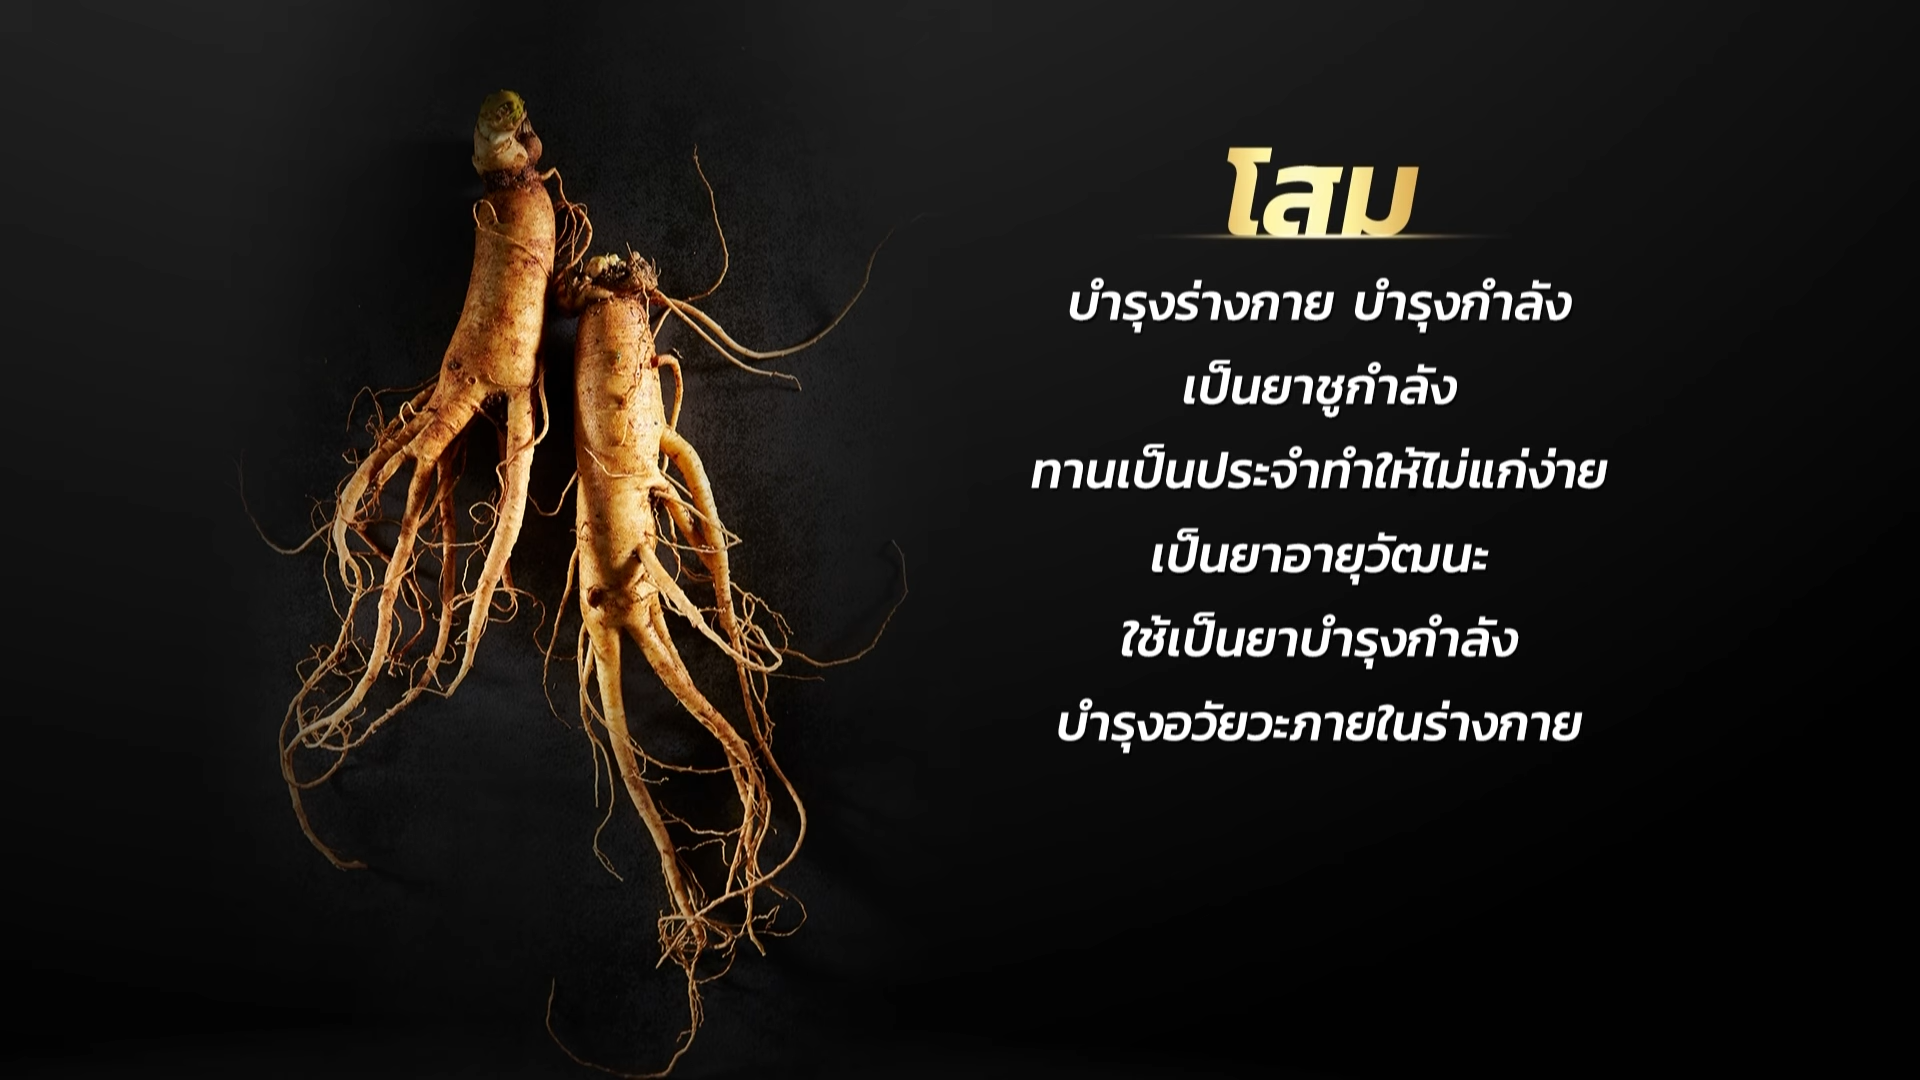 โสม
บำรุงร่างกาย บำรุงกำลัง
เป็นยาชูกำลัง
ทานเป็นประจำทำให้ไม่แก่ง่าย
เป็นยาอายุวัฒนะ
ใช้เป็นยาบำรุงกำลัง
บำรุงอวัยวะภายในร่างกาย